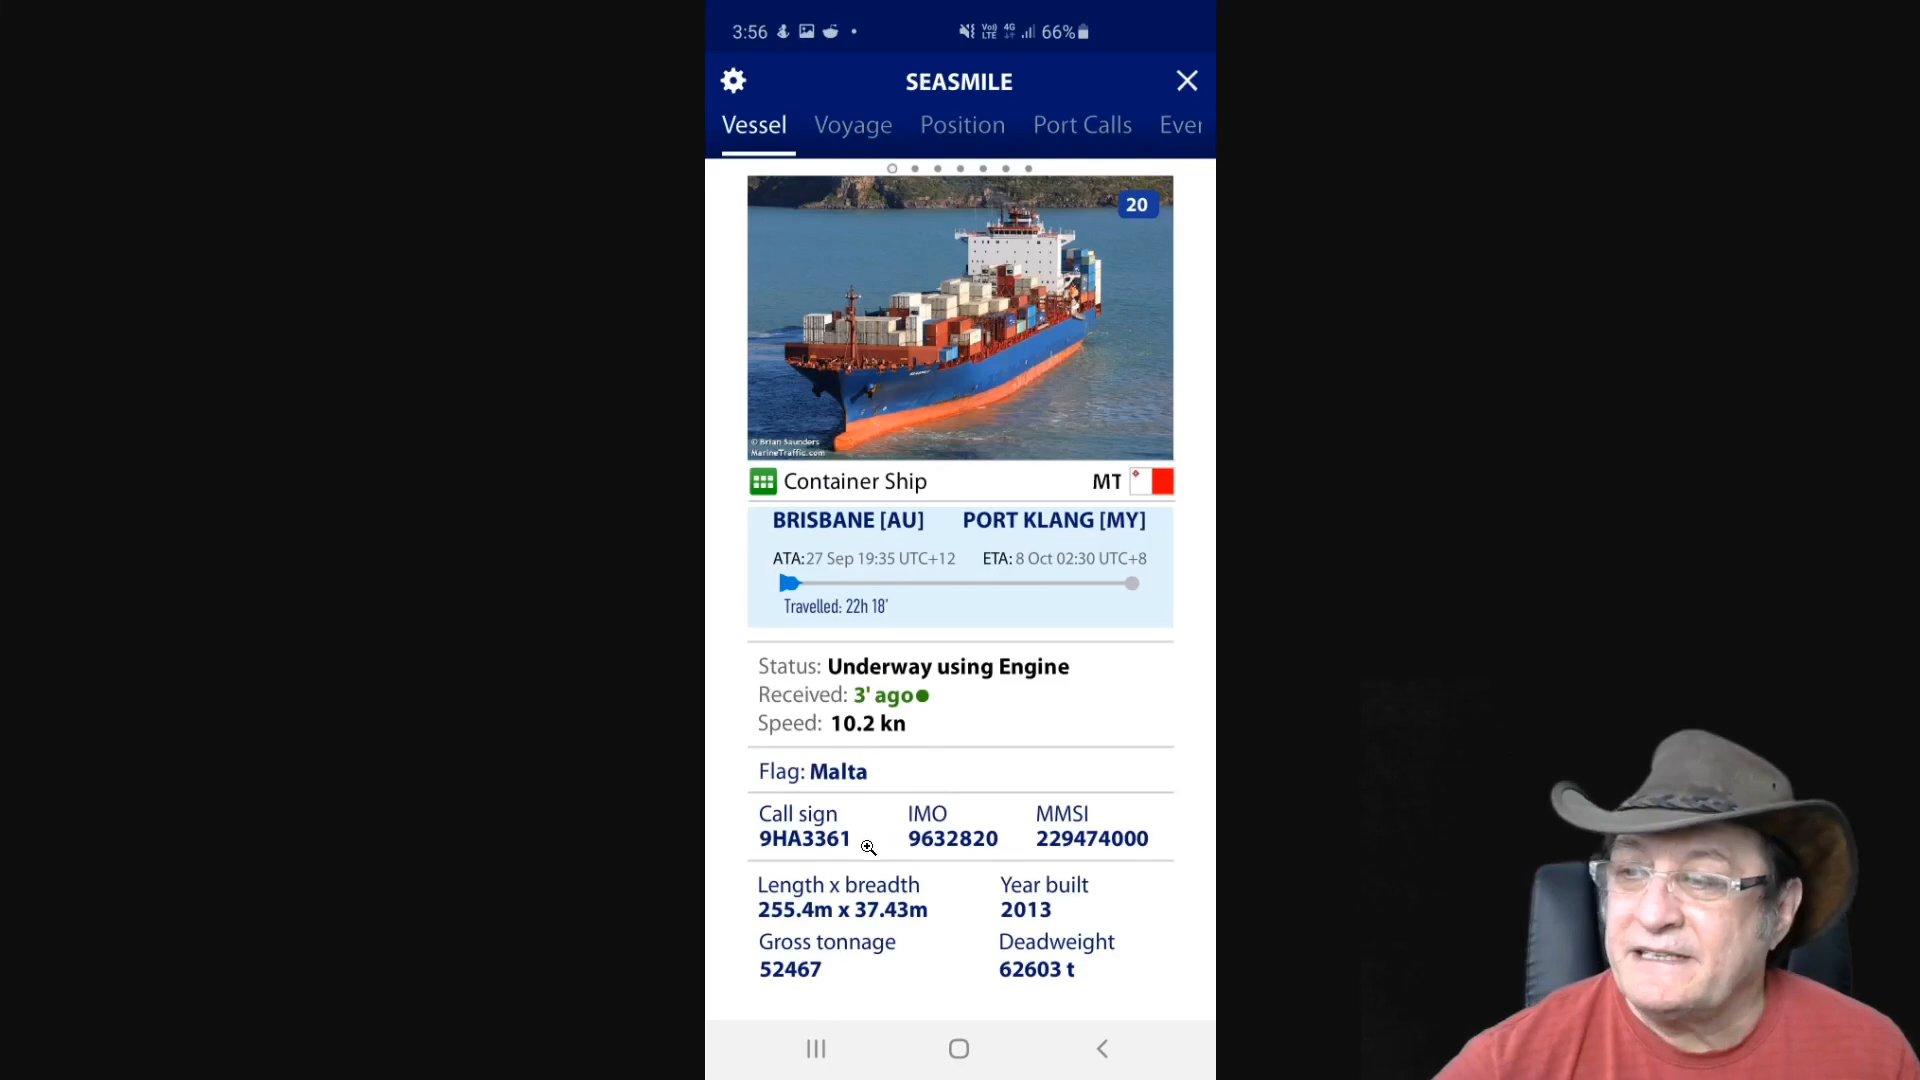 3:56
Vo)) LTE 4G 66%
SEASMILE
Vessel Voyage Position Port Calls Ever
20
© Brian Saunders
MarineTraffic.com
Container Ship MT
BRISBANE [AU] PORT KLANG [MY]
ATA: 27 Sep 19:35 UTC+12 ETA: 8 Oct 02:30 UTC+8
Travelled: 22h 18'
Status: Underway using Engine
Received: 3' ago
Speed: 10.2 kn
Flag: Malta
Call sign IMO MMSI
9HA3361 9632820 229474000
Length x breadth Year built
255.4m x 37.43m 2013
Gross tonnage Deadweight
52467 62603 t